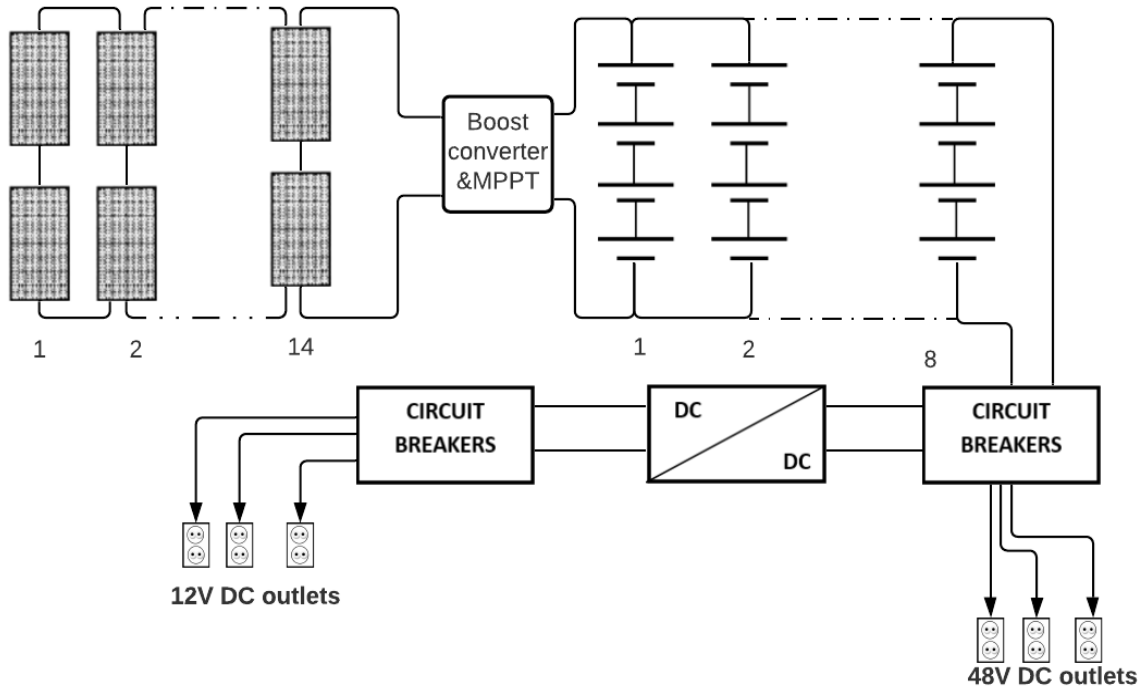 Boost
converter
&MPPT
1
2
14
1
2
8
CIRCUIT
BREAKERS
DC
DC
CIRCUIT
BREAKERS
12V DC outlets
48V DC outlets